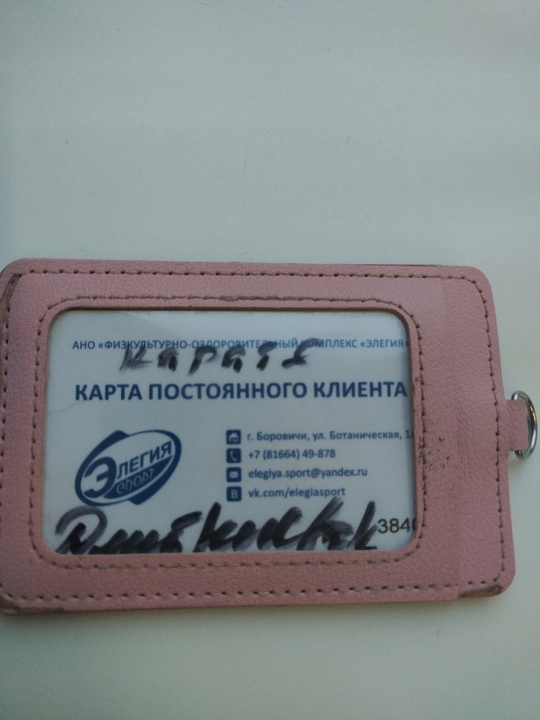 АНО «ФИЗКУЛЬТУРНО-ОЗДОРОВИТЕЛЬНЫЙ КОМПЛЕКС «ЭЛЕГИЯ»
КАРАТЭ
КАРТА ПОСТОЯННОГО КЛИЕНТА
ЭЛЕГИЯ
СПОРТ
г. Боровичи, ул. Ботаническая,
+7 (81664) 49-878
elegiya.sport@yandex.ru
vk.com/elegiasport